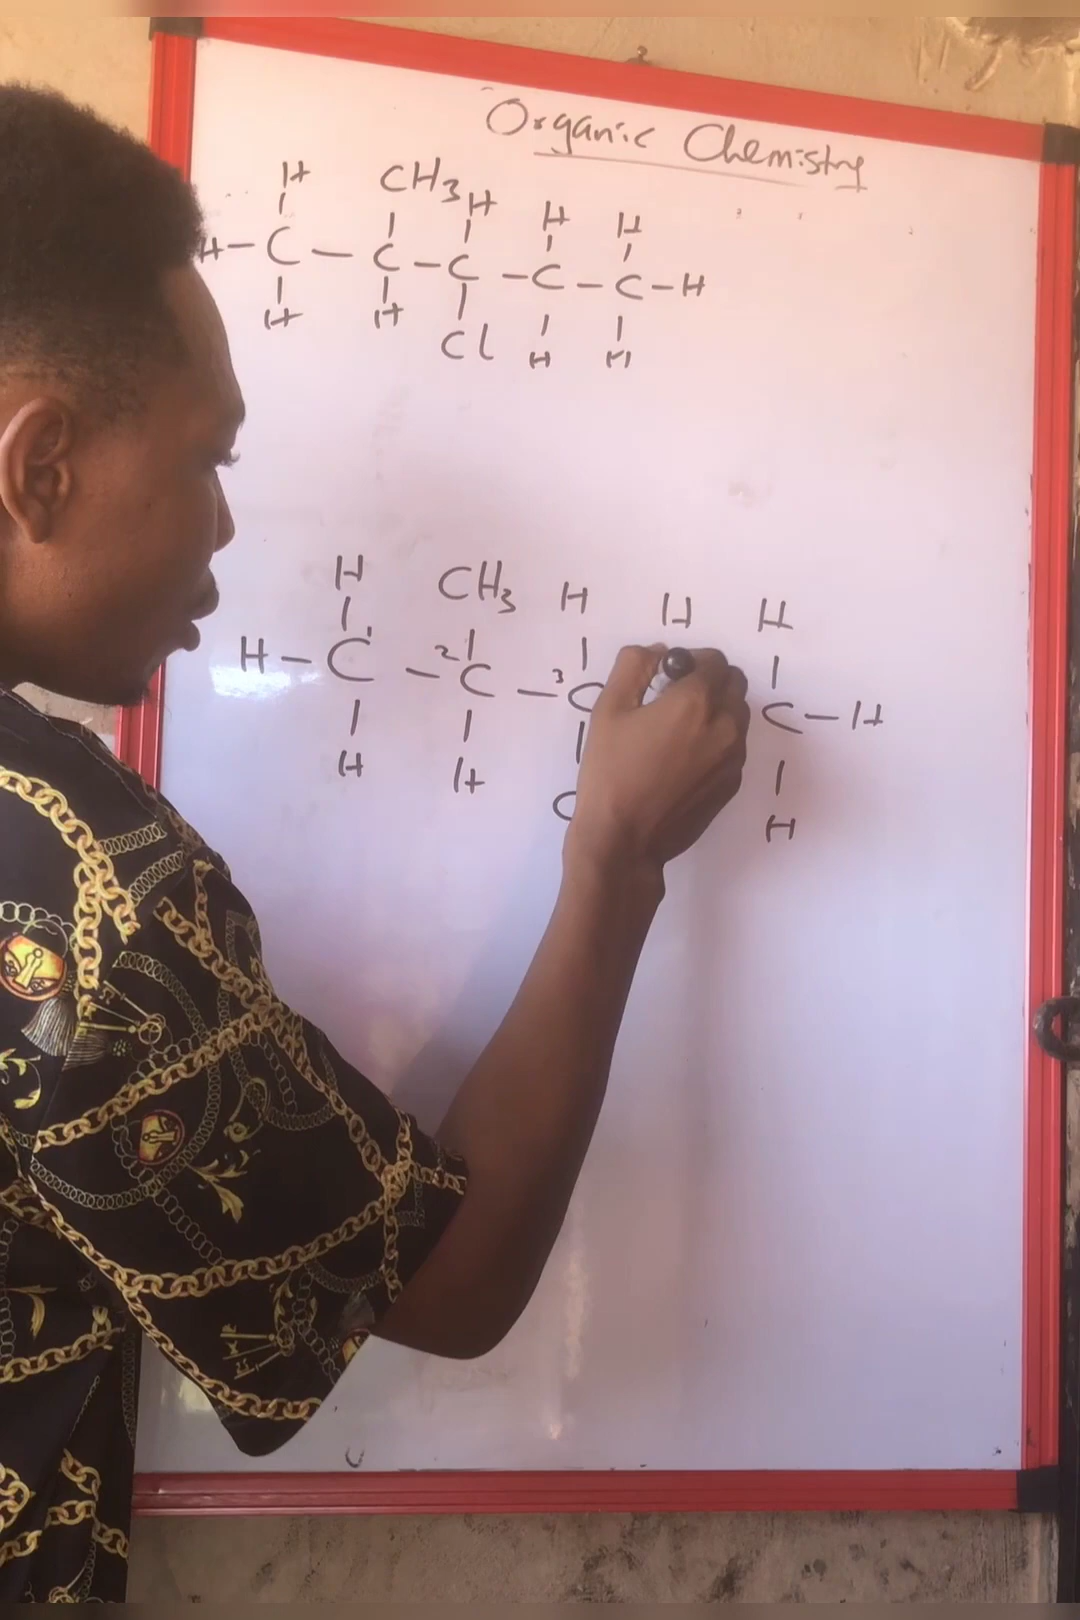 Organic Chemistry
H CH3 H H H
H-C-C-C-C-C-H
H H Cl H H
H CH3 H H H
H-C1-2C-3C C-H
H H C H